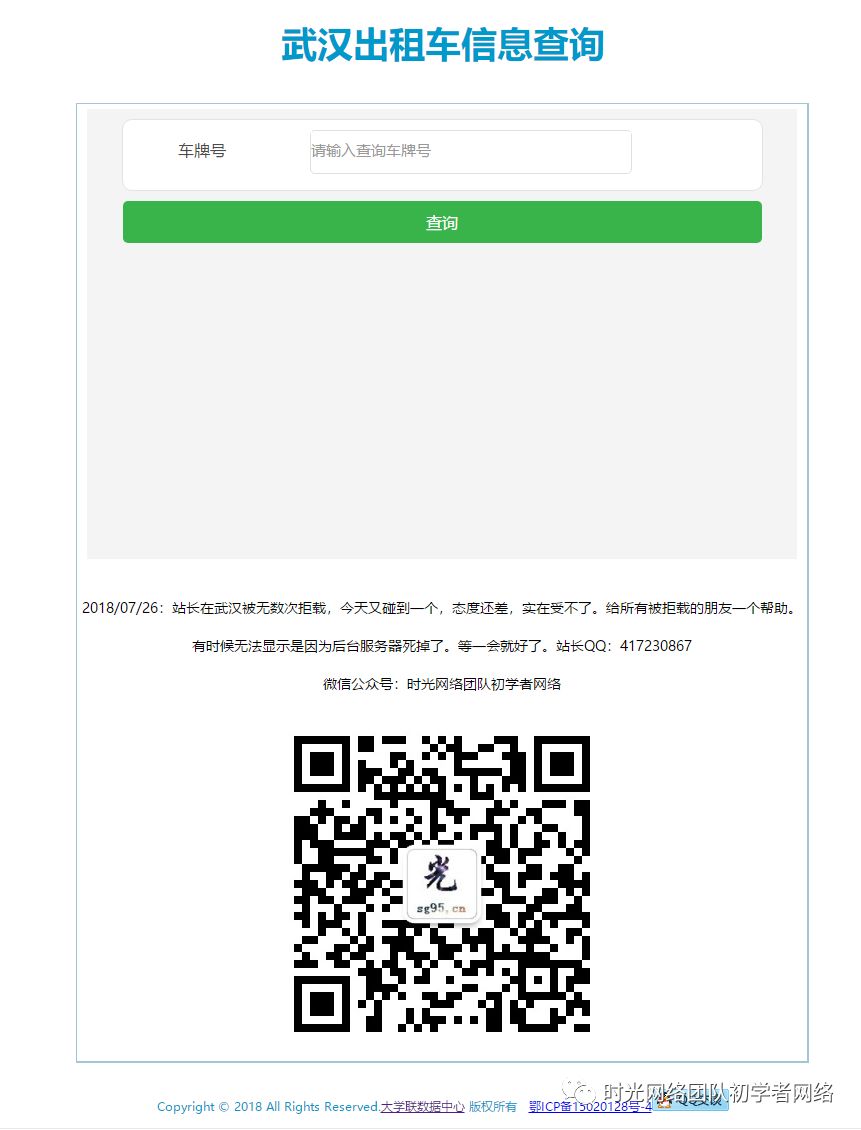 武汉出租车信息查询
车牌号 请输入查询车牌号
查询
2018/07/26：站长在武汉被无数次拒载，今天又碰到一个，态度还差，实在受不了。给所有被拒载的朋友一个帮助。
有时候无法显示是因为后台服务器死掉了。等一会就好了。站长QQ：417230867
微信公众号：时光网络团队初学者网络
光
sg95.cn
时光网络团队初学者网络
Copyright © 2018 All Rights Reserved.大学联数据中心 版权所有 鄂ICP备15020128号-4